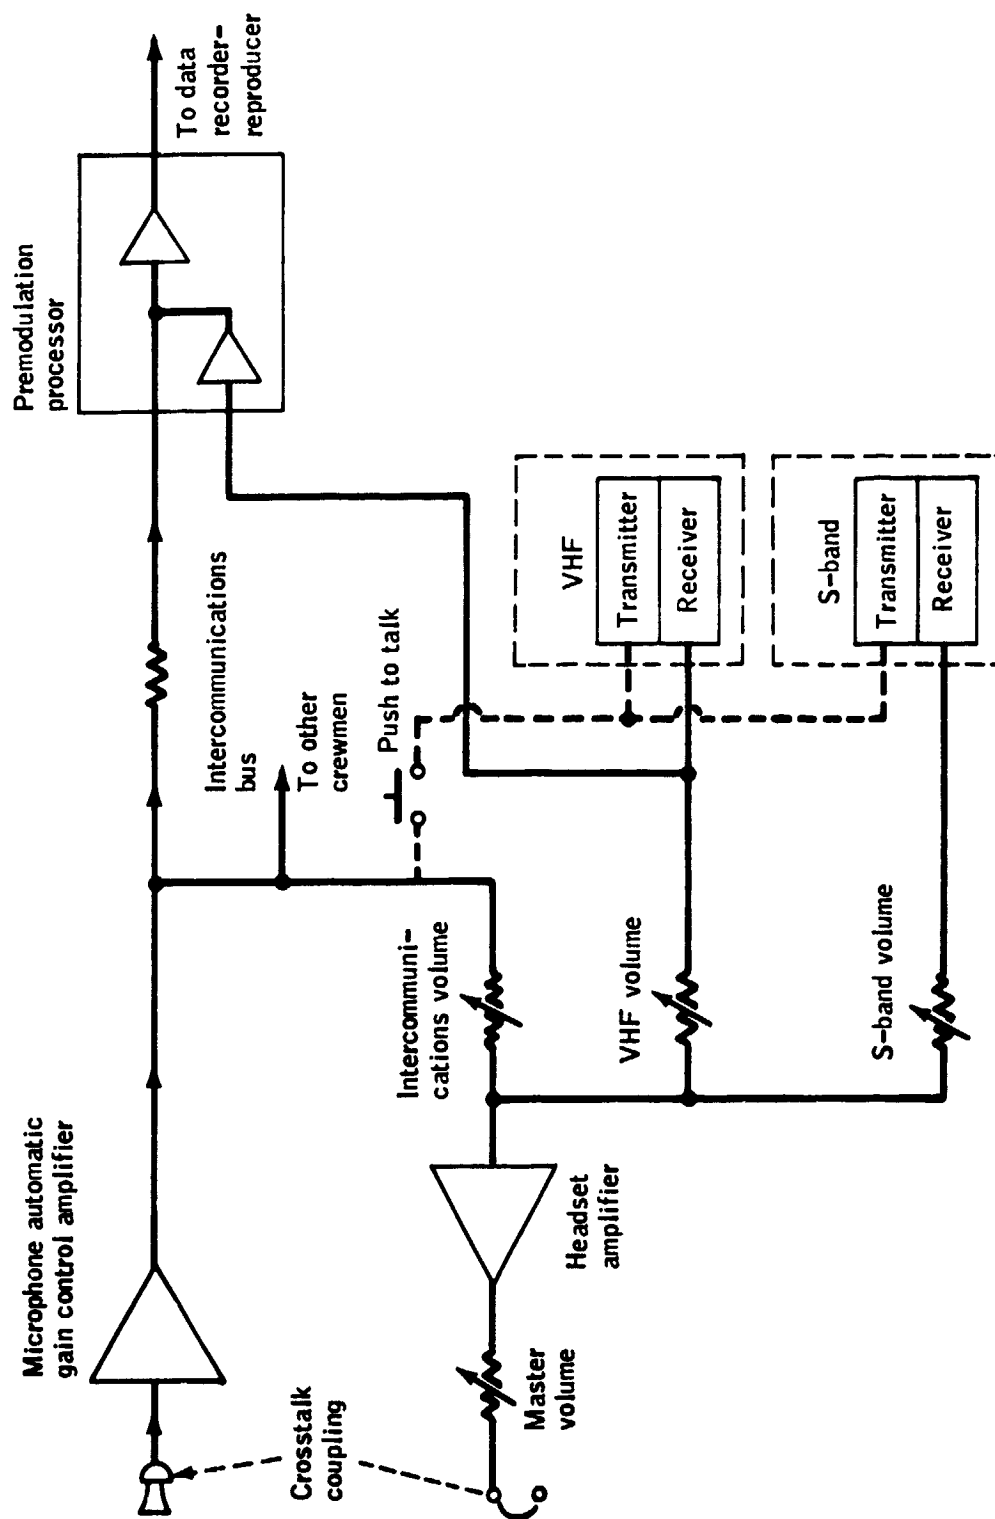 Microphone automatic
gain control amplifier
Premodulation
processor
To data
recorder-
reproducer
Intercommunications
bus
To other
crewmen
Push to talk
Crosstalk
coupling
Master
volume
Headset
amplifier
Intercommuni-
cations volume
VHF volume
S-band volume
VHF
Transmitter
Receiver
S-band
Transmitter
Receiver